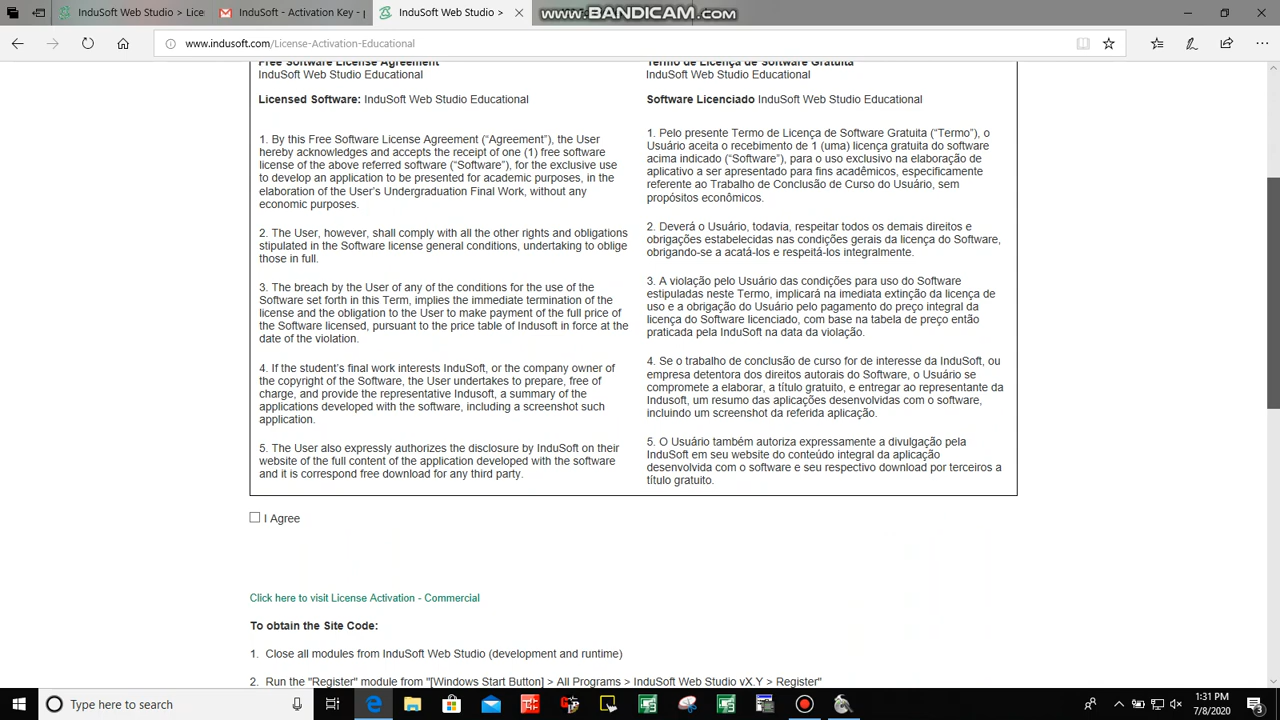 InduSoft Web Studio > Lice
InduSoft - Activation Key - 
InduSoft Web Studio >
www.BANDICAM.com
www.indusoft.com/License-Activation-Educational
Free Software License Agreement
InduSoft Web Studio Educational
Licensed Software: InduSoft Web Studio Educational
1. By this Free Software License Agreement (“Agreement”), the User
hereby acknowledges and accepts the receipt of one (1) free software
license of the above referred software (“Software”), for the exclusive use
to develop an application to be presented for academic purposes, in the
elaboration of the User’s Undergraduation Final Work, without any
economic purposes.
2. The User, however, shall comply with all the other rights and obligations
stipulated in the Software license general conditions, undertaking to oblige
those in full.
3. The breach by the User of any of the conditions for the use of the
Software set forth in this Term, implies the immediate termination of the
license and the obligation to the User to make payment of the full price of
the Software licensed, pursuant to the price table of Indusoft in force at the
date of the violation.
4. If the student’s final work interests InduSoft, or the company owner of
the copyright of the Software, the User undertakes to prepare, free of
charge, and provide the representative Indusoft, a summary of the
applications developed with the software, including a screenshot such
application.
5. The User also expressly authorizes the disclosure by InduSoft on their
website of the full content of the application developed with the software
and it is correspond free download for any third party.
Termo de Licença de Software Gratuita
InduSoft Web Studio Educational
Software Licenciado InduSoft Web Studio Educational
1. Pelo presente Termo de Licença de Software Gratuita (“Termo”), o
Usuário aceita o recebimento de 1 (uma) licença gratuita do software
acima indicado (“Software”), para o uso exclusivo na elaboração de
aplicativo a ser apresentado para fins acadêmicos, especificamente
referente ao Trabalho de Conclusão de Curso do Usuário, sem
propósitos econômicos.
2. Deverá o Usuário, todavia, respeitar todos os demais direitos e
obrigações estabelecidas nas condições gerais da licença do Software,
obrigando-se a acatá-los e respeitá-los integralmente.
3. A violação pelo Usuário das condições para uso do Software
estipuladas neste Termo, implicará na imediata extinção da licença de
uso e a obrigação do Usuário pelo pagamento do preço integral da
licença do Software licenciado, com base na tabela de preço então
praticada pela InduSoft na data da violação.
4. Se o trabalho de conclusão de curso for de interesse da InduSoft, ou
empresa detentora dos direitos autorais do Software, o Usuário se
compromete a elaborar, a título gratuito, e entregar ao representante da
Indusoft, um resumo das aplicações desenvolvidas com o software,
incluindo um screenshot da referida aplicação.
5. O Usuário também autoriza expressamente a divulgação pela
InduSoft em seu website do conteúdo integral da aplicação
desenvolvida com o software e seu respectivo download por terceiros a
título gratuito.
I Agree
Click here to visit License Activation - Commercial
To obtain the Site Code:
1. Close all modules from InduSoft Web Studio (development and runtime)
2. Run the "Register" module from "[Windows Start Button] > All Programs > InduSoft Web Studio vX.Y > Register"
Type here to search
1:31 PM
7/8/2020